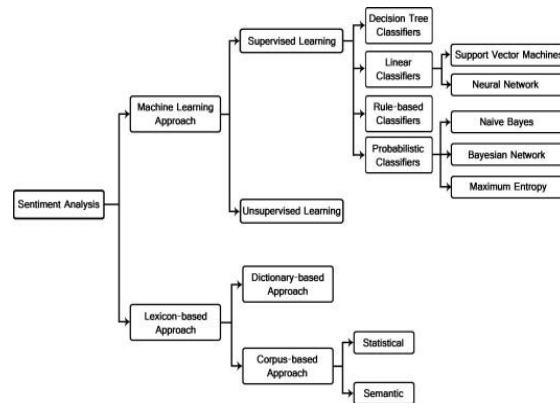 Decision Tree
Classifiers
Supervised Learning
Linear
Classifiers
Support Vector Machines
Neural Network
Machine Learning
Approach
Rule-based
Classifiers
Naive Bayes
Probabilistic
Classifiers
Bayesian Network
Maximum Entropy
Sentiment Analysis
Unsupervised Learning
Dictionary-based
Approach
Lexicon-based
Approach
Statistical
Corpus-based
Approach
Semantic